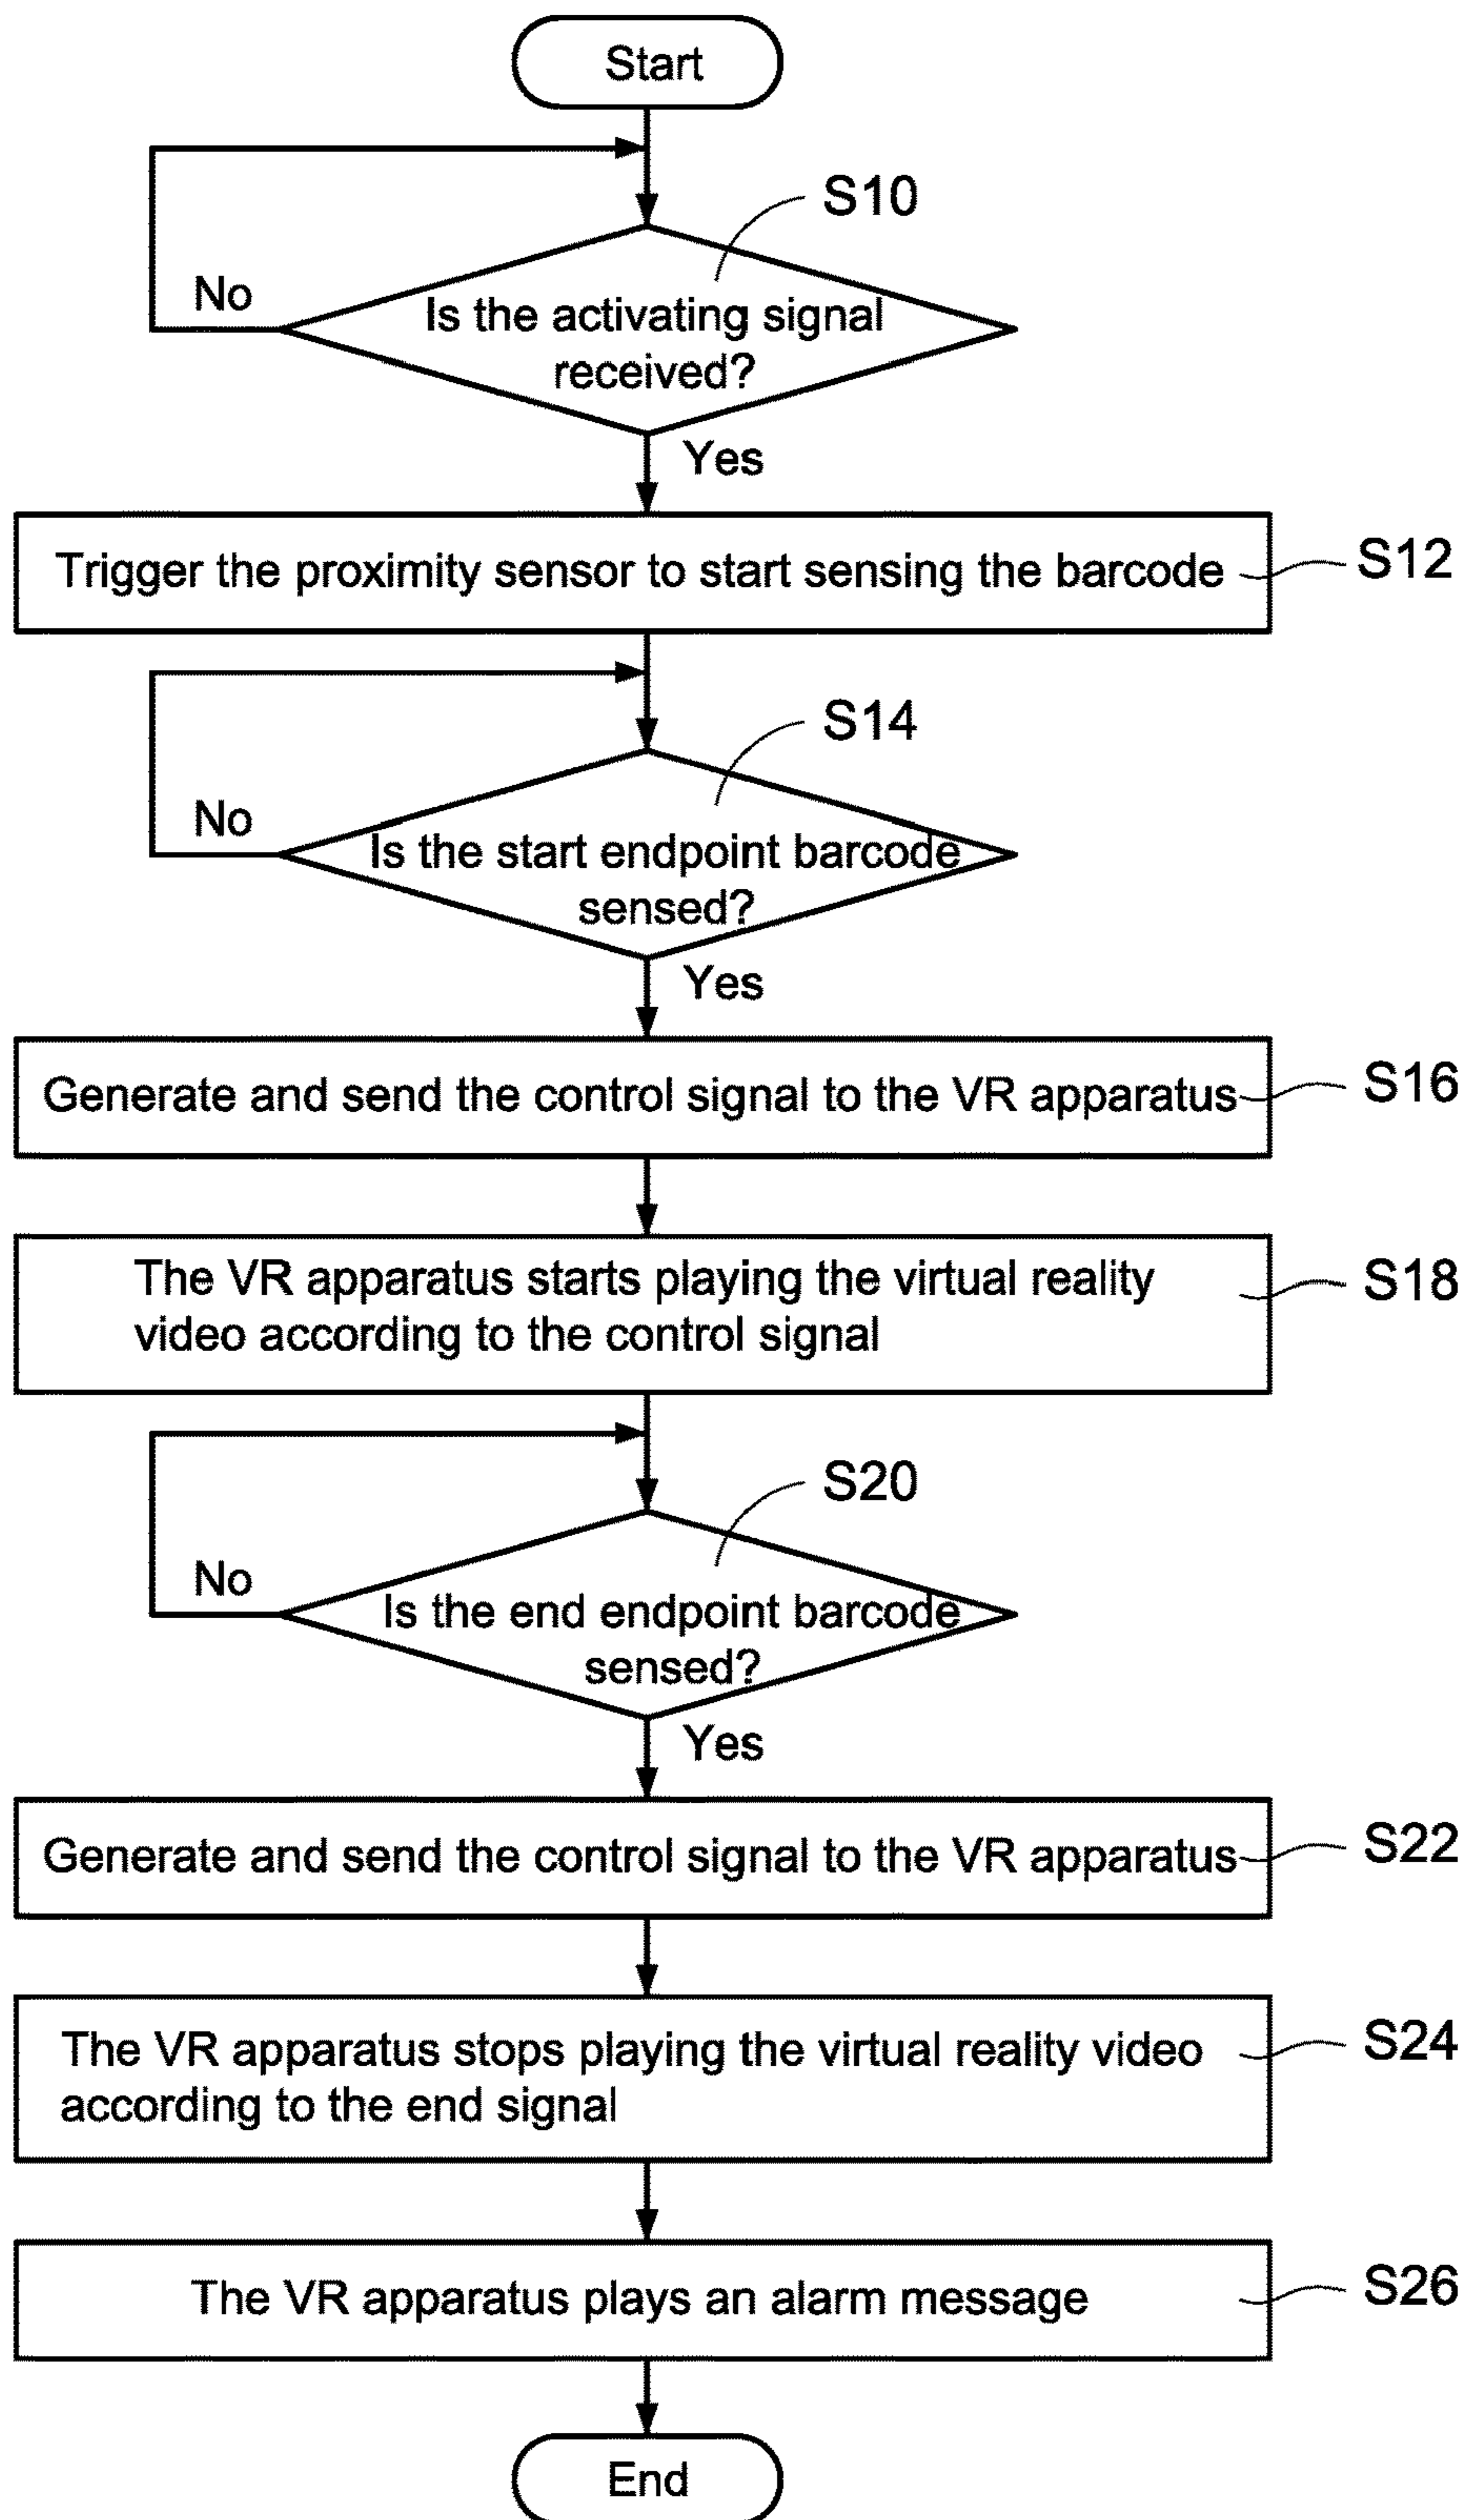 Start
S10
No
Is the activating signal
received?
Yes
Trigger the proximity sensor to start sensing the barcode
S12
S14
No
Is the start endpoint barcode
sensed?
Yes
Generate and send the control signal to the VR apparatus
S16
The VR apparatus starts playing the virtual reality
video according to the control signal
S18
S20
No
Is the end endpoint barcode
sensed?
Yes
Generate and send the control signal to the VR apparatus
S22
The VR apparatus stops playing the virtual reality video
according to the end signal
S24
The VR apparatus plays an alarm message
S26
End